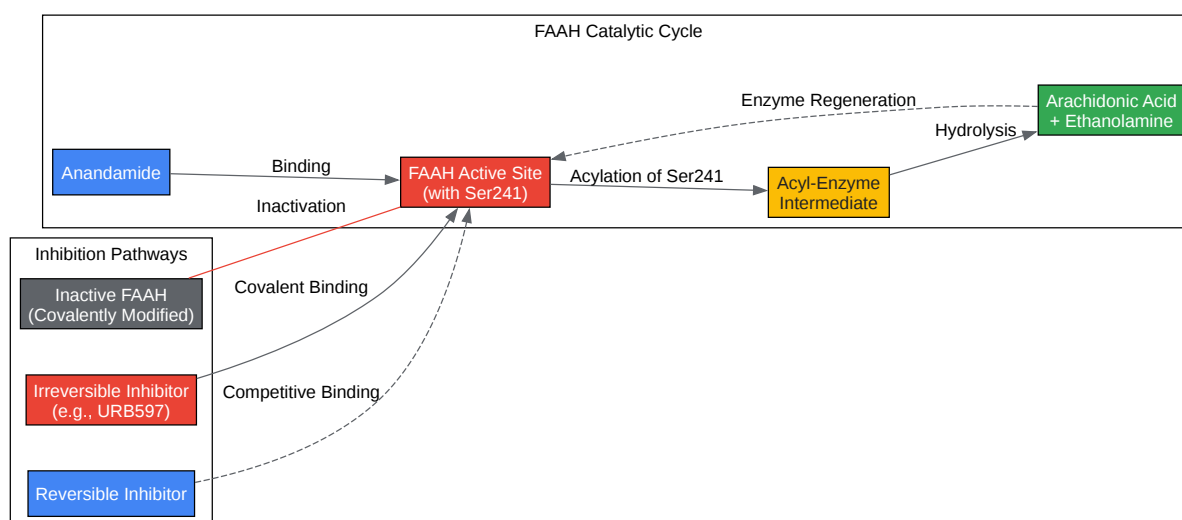 FAAH Catalytic Cycle
Enzyme Regeneration
Arachidonic Acid
+ Ethanolamine
Hydrolysis
Anandamide
Binding
FAAH Active Site
(with Ser241)
Acylation of Ser241
Acyl-Enzyme
Intermediate
Inactivation
Inhibition Pathways
Inactive FAAH
(Covalently Modified)
Covalent Binding
Irreversible Inhibitor
(e.g., URB597)
Competitive Binding
Reversible Inhibitor